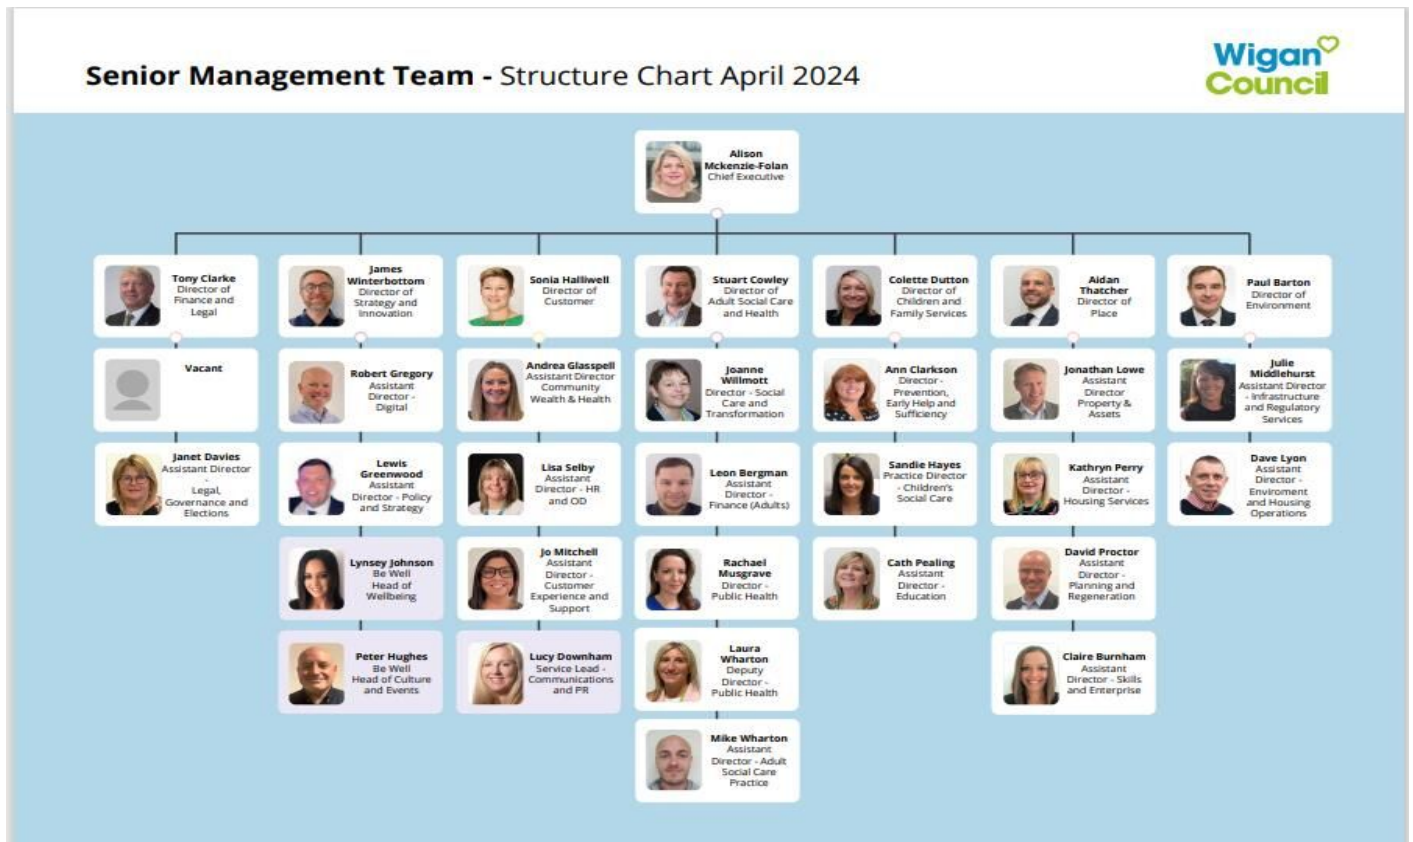 Senior Management Team - Structure Chart April 2024
Wigan
Council
Alison
Mckenzie-Folan
Chief Executive
Tony Clarke
Director of
Finance and
Legal
James
Winterbottom
Director of
Strategy and
Innovation
Sonia Halliwell
Director of
Customer
Stuart Cowley
Director of
Adult Social Care
and Health
Colette Dutton
Director of
Children and
Family Services
Aidan
Thatcher
Director of
Place
Paul Barton
Director of
Environment
Vacant
Robert Gregory
Assistant
Director -
Digital
Andrea Glasspell
Assistant Director
Community
Wealth & Health
Joanne
Willmott
Director - Social
Care and
Transformation
Ann Clarkson
Director -
Prevention,
Early Help and
Sufficiency
Jonathan Lowe
Assistant
Director
Property &
Assets
Julie
Middlehurst
Assistant Director
- Infrastructure
and Regulatory
Services
Janet Davies
Assistant Director
-
Legal,
Governance and
Elections
Lewis
Greenwood
Assistant
Director - Policy
and Strategy
Lisa Selby
Assistant
Director - HR
and OD
Leon Bergman
Assistant
Director -
Finance (Adults)
Sandie Hayes
Practice Director
- Children's
Social Care
Kathryn Perry
Assistant
Director -
Housing Services
Dave Lyon
Assistant
Director -
Enviroment
and Housing
Operations
Lynsey Johnson
Be Well
Head of
Wellbeing
Jo Mitchell
Assistant
Director -
Customer
Experience and
Support
Rachael
Musgrave
Director -
Public Health
Cath Pealing
Assistant
Director -
Education
David Proctor
Assistant
Director -
Planning and
Regeneration
Peter Hughes
Be Well
Head of Culture
and Events
Lucy Downham
Service Lead -
Communications
and PR
Laura
Wharton
Deputy
Director -
Public Health
Claire Burnham
Assistant
Director - Skills
and Enterprise
Mike Wharton
Assistant
Director - Adult
Social Care
Practice